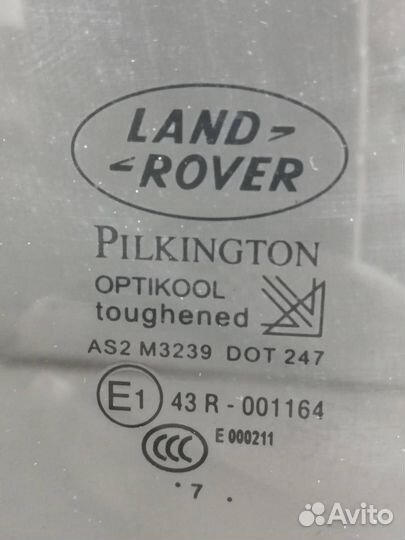 LAND
ROVER
PILKINGTON
OPTIKOOL
toughened
AS2 M3239 DOT 247
E1 43 R - 001164
CCC E 000211
. 7 .
Avito